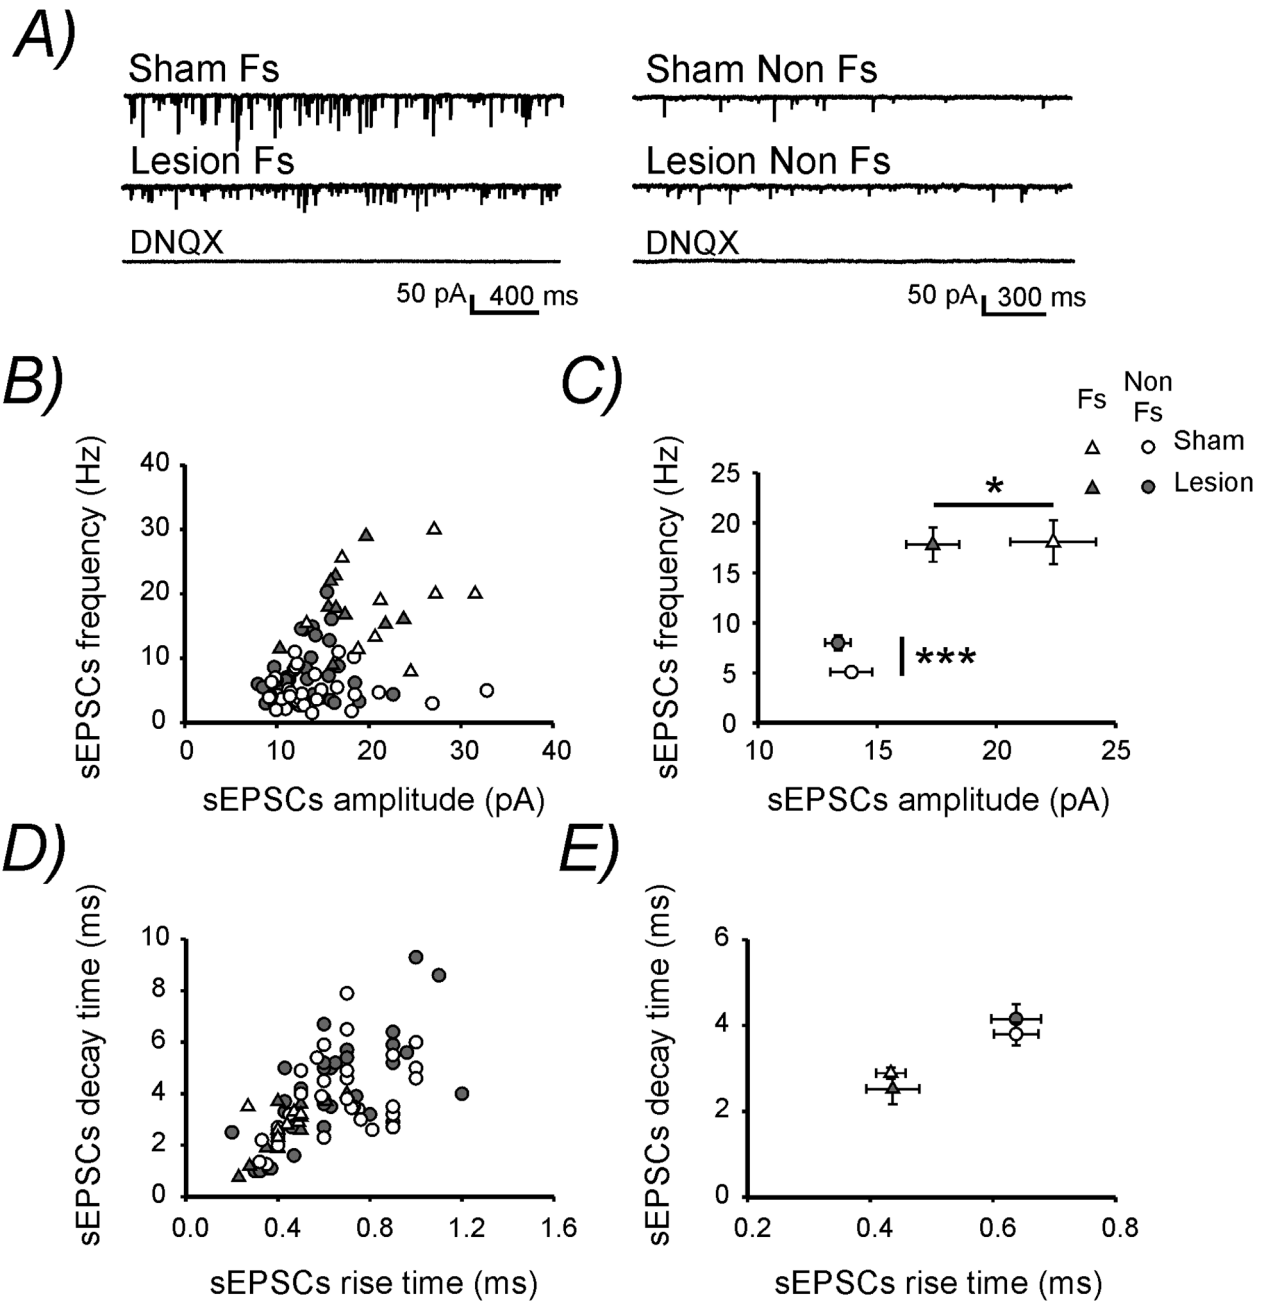 A)
Sham Fs
Sham Non Fs
Lesion Fs
Lesion Non Fs
DNQX
DNQX
50 pA 400 ms
50 pA 300 ms
B)
C)
Fs
Non
Fs
Sham
Lesion
sEPSCs frequency (Hz)
40
30
20
10
0
0 10 20 30 40
sEPSCs amplitude (pA)
sEPSCs frequency (Hz)
25
20
15
10
5
0
*
***
10 15 20 25
sEPSCs amplitude (pA)
D)
E)
sEPSCs decay time (ms)
10
8
6
4
2
0
0.0 0.4 0.8 1.2 1.6
sEPSCs rise time (ms)
sEPSCs decay time (ms)
6
4
2
0
0.2 0.4 0.6 0.8
sEPSCs rise time (ms)